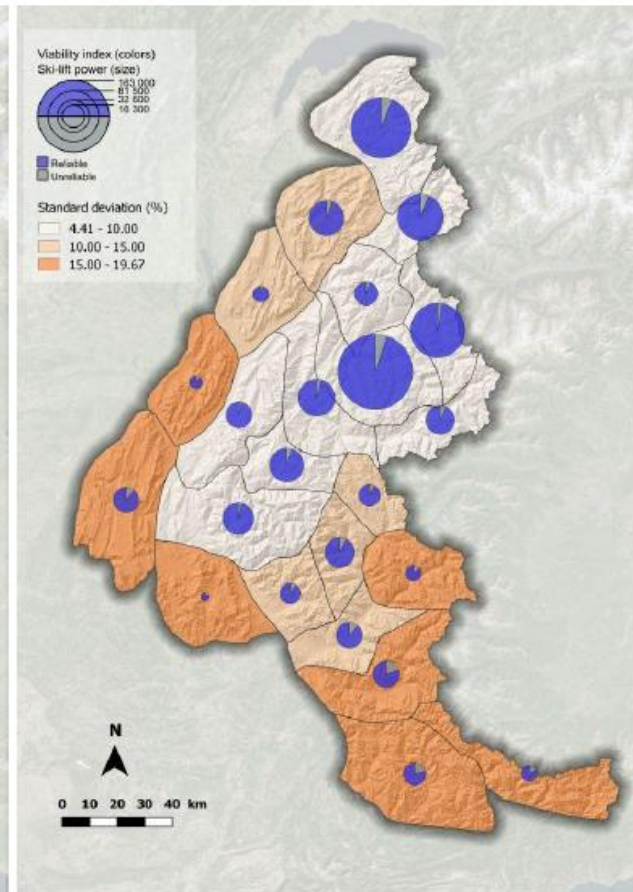 Viability index (colors)
Ski-lift power (size)
163 000
81 500
32 600
16 300
Reliable
Unreliable
Standard deviation (%)
4.41 - 10.00
10.00 - 15.00
15.00 - 19.67
N
0 10 20 30 40 km